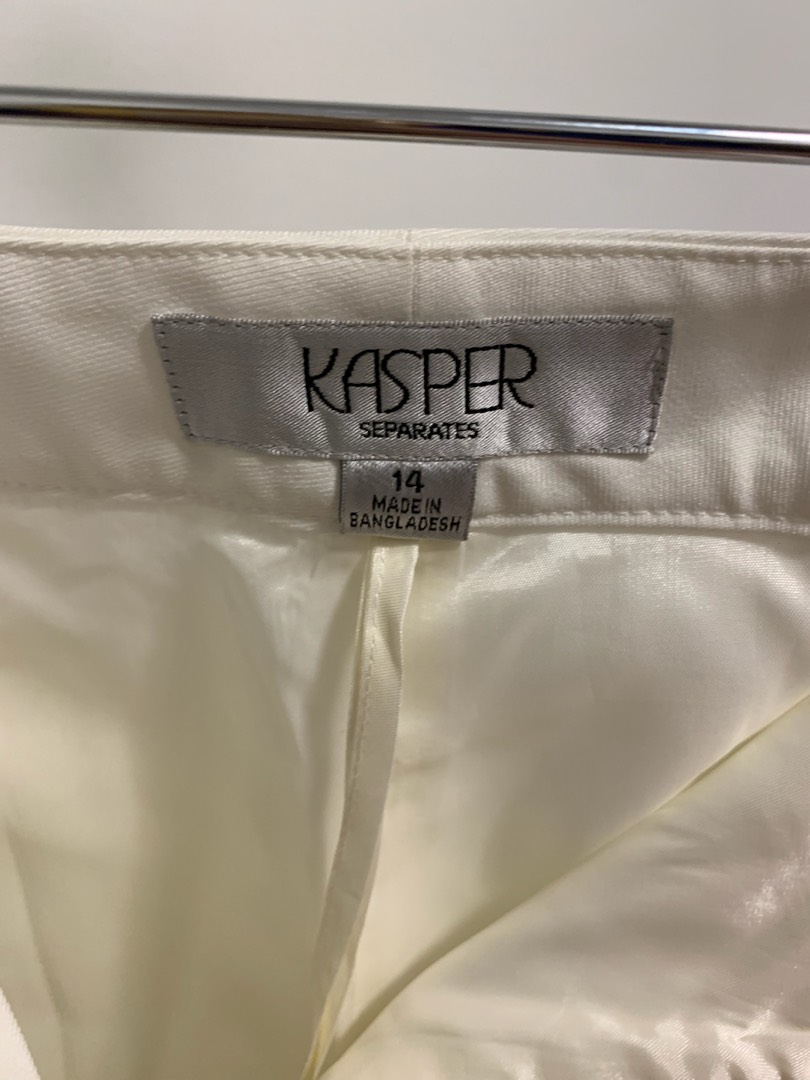 KASPER
SEPARATES
14
MADE IN
BANGLADESH